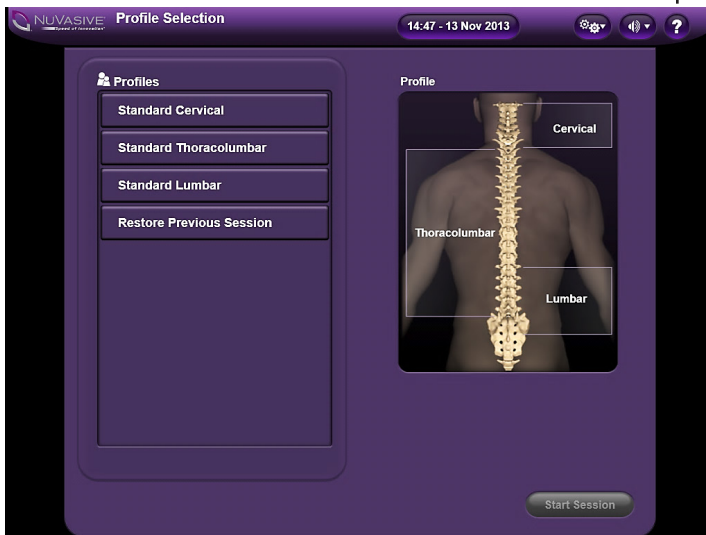 NUVASIVE
Speed of Innovation
Profile Selection
14:47 - 13 Nov 2013
?
Profiles
Standard Cervical
Standard Thoracolumbar
Standard Lumbar
Restore Previous Session
Profile
Cervical
Thoracolumbar
Lumbar
Start Session